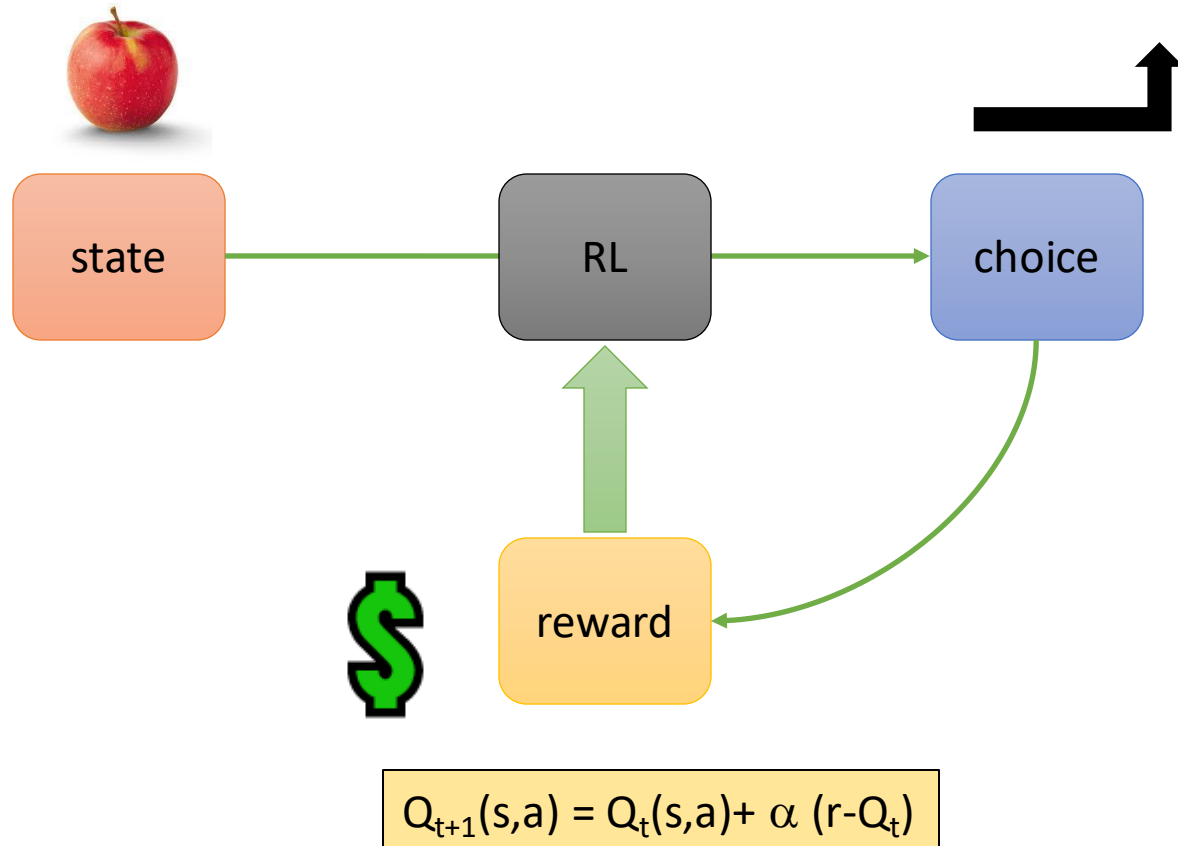 state
RL
choice
reward
Qₜ₊₁(s,a) = Qₜ(s,a)+ α (r-Qₜ)